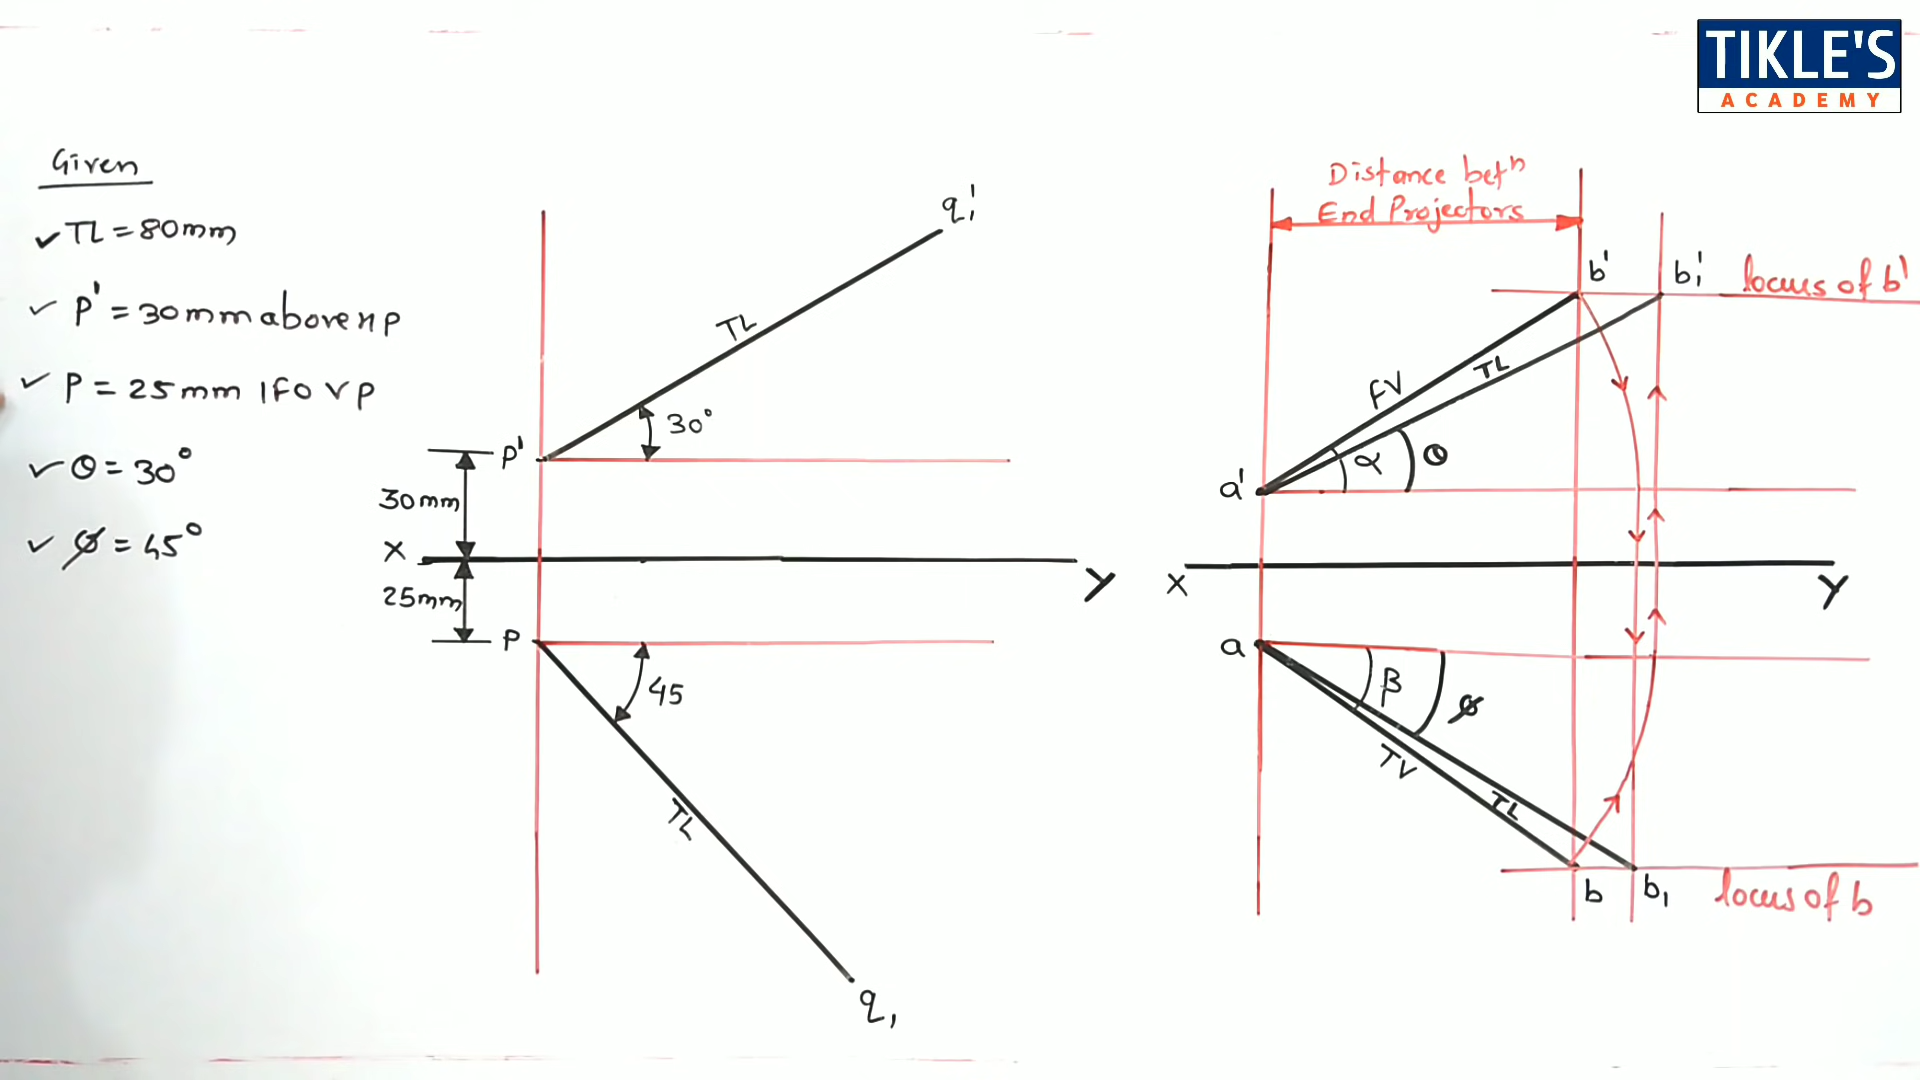 TIKLE'S
ACADEMY
Given
✓ TL = 80mm
✓ P' = 30mm above HP
✓ P = 25mm IFO VP
✓ θ = 30°
✓ ø = 45°
q₁'
TL
30°
P'
30mm
X
Y
25mm
P
45
TL
q₁
Distance betⁿ
End Projectors
b'
b₁'
locus of b'
FV
TL
a'
α
θ
X
Y
a
β
ø
TV
TL
b
b₁
locus of b